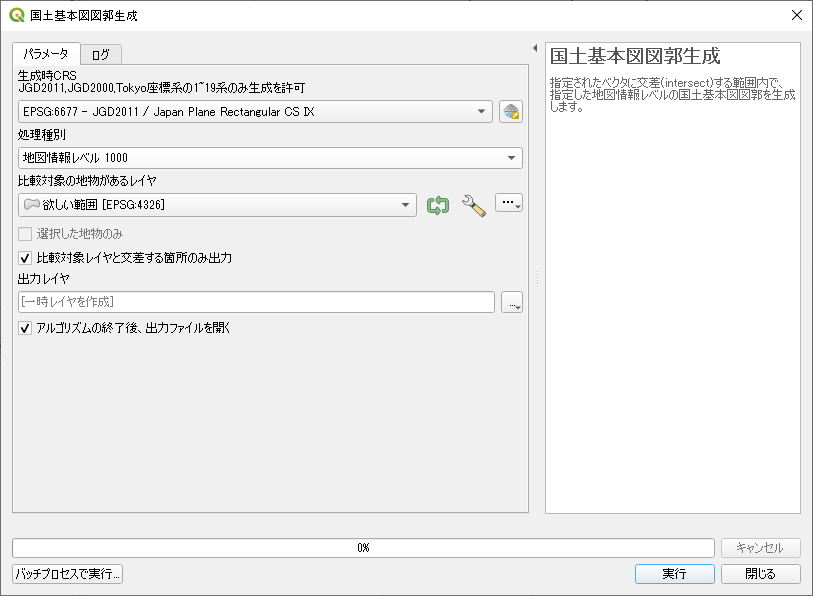 国土基本図図郭生成
パラメータ
ログ
生成時CRS
JGD2011,JGD2000,Tokyo座標系の1~19系のみ生成を許可
EPSG:6677 - JGD2011 / Japan Plane Rectangular CS IX
処理種別
地図情報レベル 1000
比較対象の地物があるレイヤ
欲しい範囲 [EPSG:4326]
…
選択した地物のみ
比較対象レイヤと交差する箇所のみ出力
出力レイヤ
[一時レイヤを作成]
…
アルゴリズムの終了後、出力ファイルを開く
国土基本図図郭生成
指定されたベクタに交差(intersect)する範囲内で、
指定した地図情報レベルの国土基本図図郭を生成
します。
0%
キャンセル
バッチプロセスで実行...
実行
閉じる